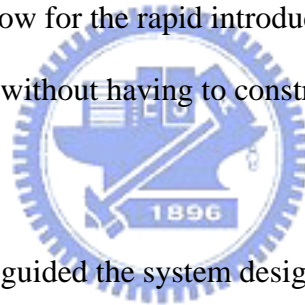 ow for the rapid introduc
without having to constr
1896
guided the system desig